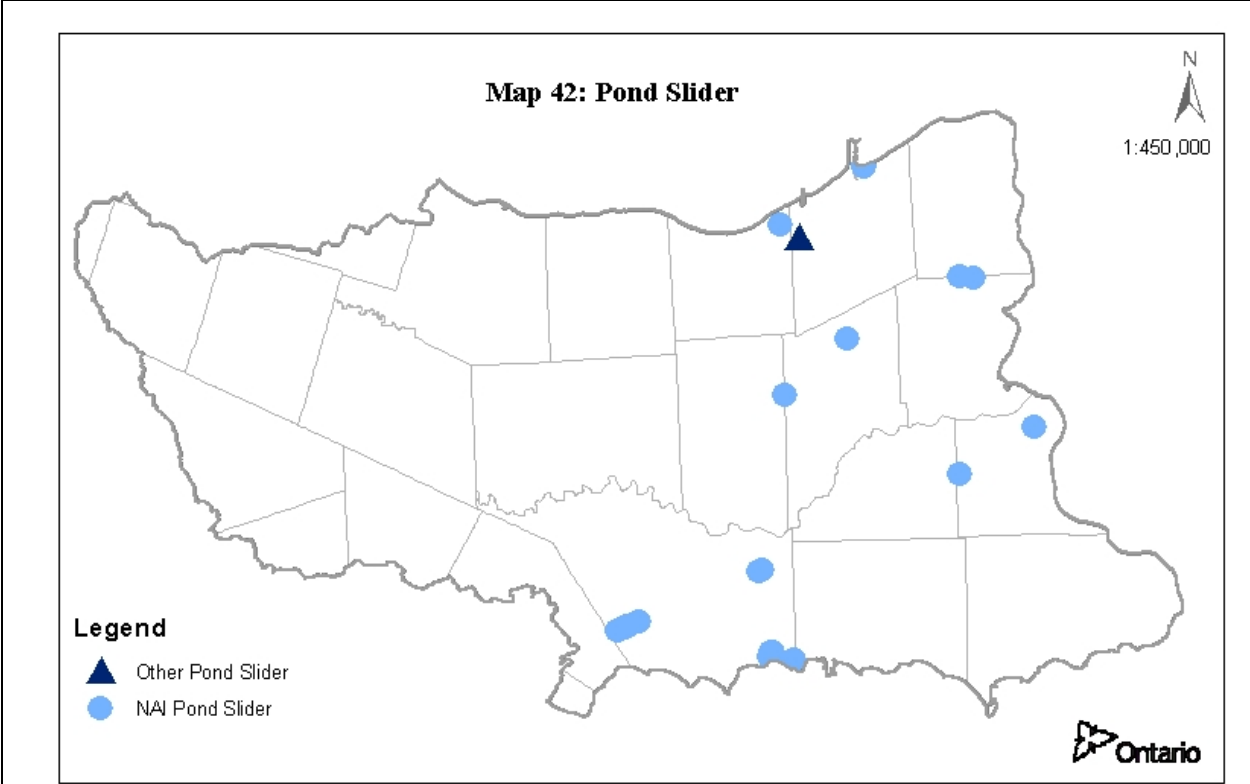 N
Map 42: Pond Slider
1:450,000
Legend
Other Pond Slider
NAI Pond Slider
Ontario